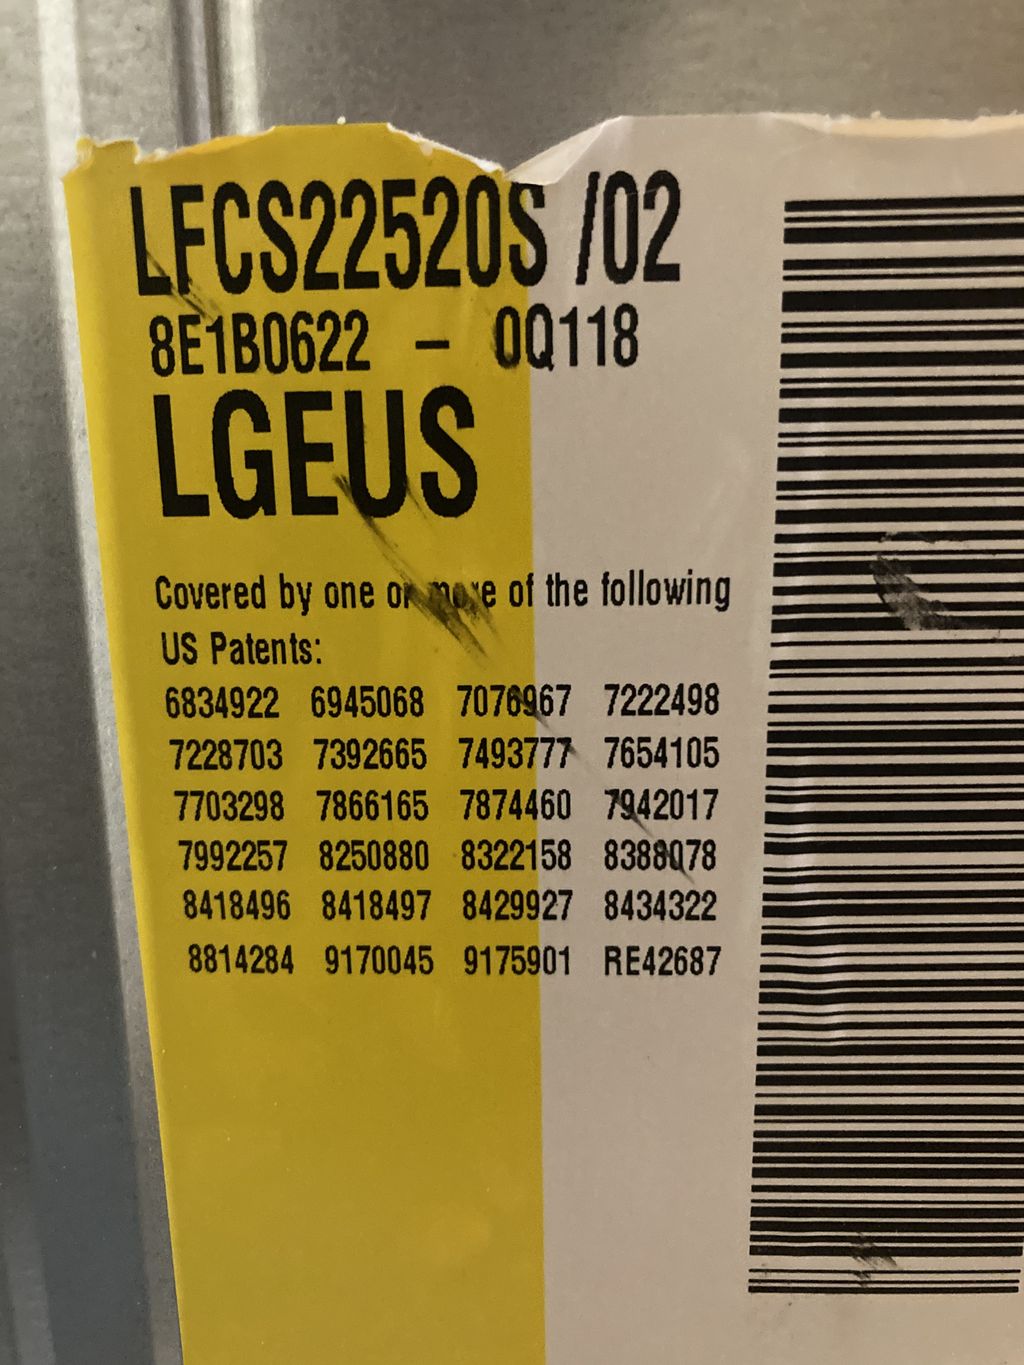 LFCS22520S /02
8E1B0622 – 0Q118
LGEUS
Covered by one or more of the following
US Patents:
6834922 6945068 7076967 7222498
7228703 7392665 7493777 7654105
7703298 7866165 7874460 7942017
7992257 8250880 8322158 8388078
8418496 8418497 8429927 8434322
8814284 9170045 9175901 RE42687